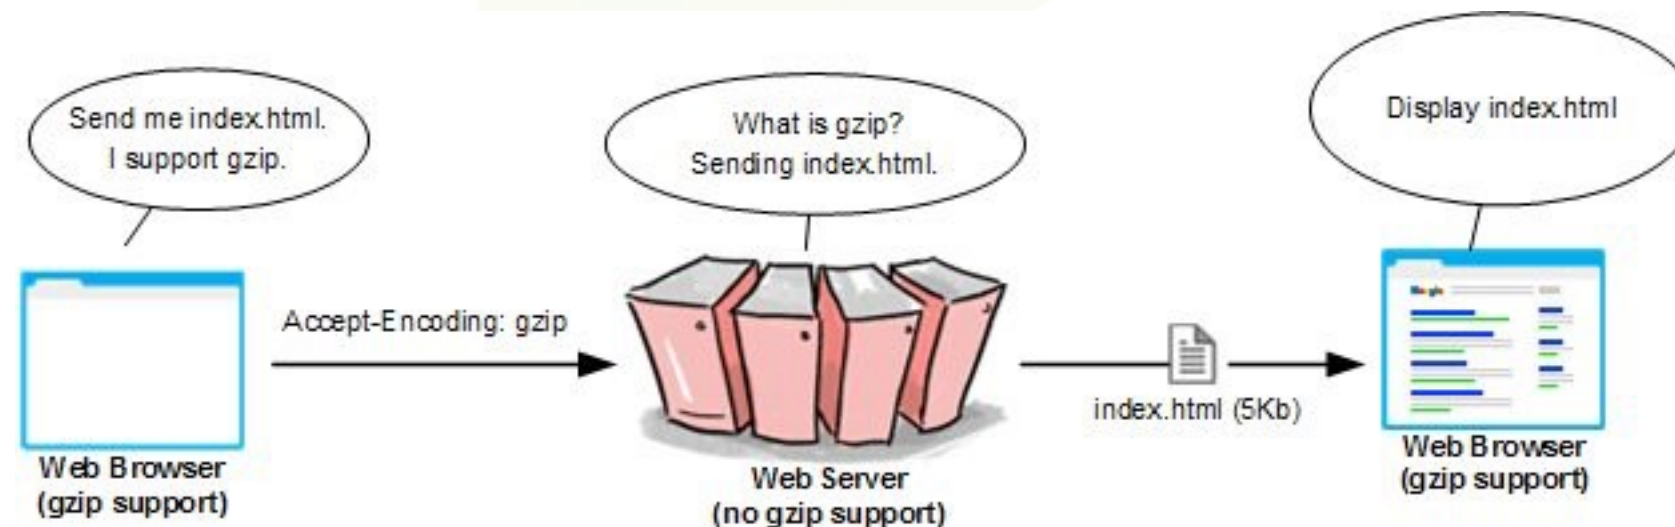 Send me index.html.
I support gzip.
What is gzip?
Sending index.html.
Display index.html
Accept-Encoding: gzip
index.html (5Kb)
Web Browser
(gzip support)
Web Server
(no gzip support)
Web Browser
(gzip support)